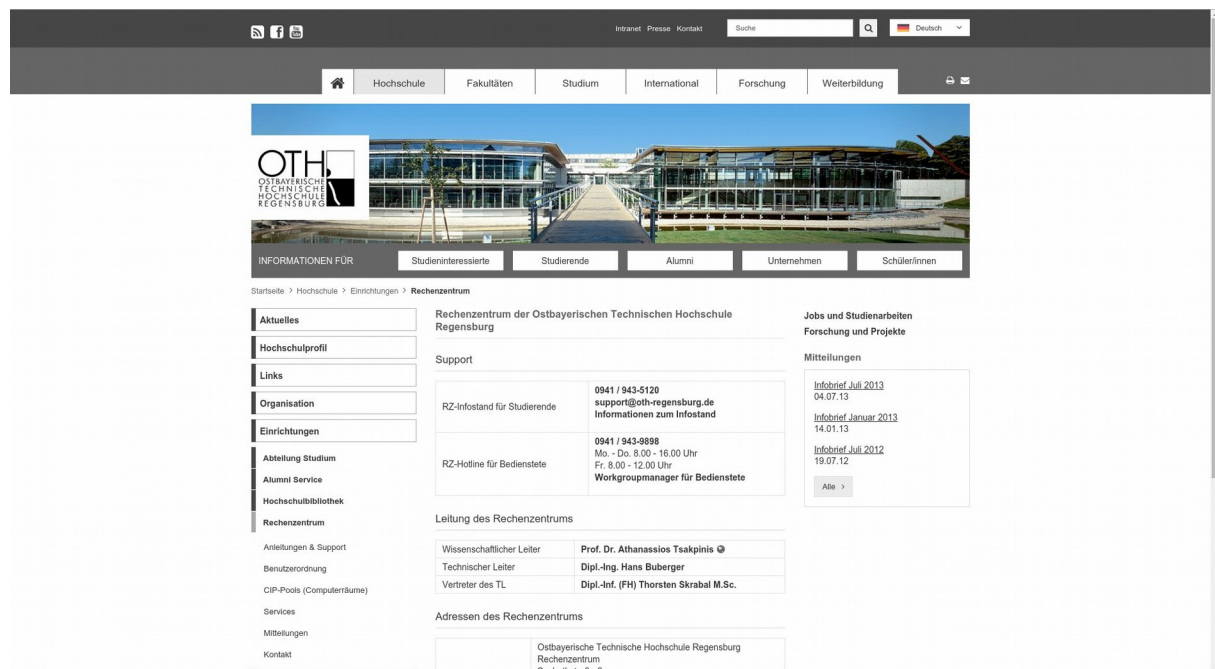 Intranet Presse Kontakt
Suche
Deutsch
Hochschule
Fakultäten
Studium
International
Forschung
Weiterbildung
OTH
OSTBAYERISCHE
TECHNISCHE
HOCHSCHULE
REGENSBURG
INFORMATIONEN FÜR
Studieninteressierte
Studierende
Alumni
Unternehmen
Schüler/innen
Startseite > Hochschule > Einrichtungen > Rechenzentrum
Aktuelles
Hochschulprofil
Links
Organisation
Einrichtungen
Abteilung Studium
Alumni Service
Hochschulbibliothek
Rechenzentrum
Anleitungen & Support
Benutzerordnung
CIP-Pools (Computerräume)
Services
Mitteilungen
Kontakt
Rechenzentrum der Ostbayerischen Technischen Hochschule
Regensburg
Support
RZ-Infostand für Studierende
0941 / 943-5120
support@oth-regensburg.de
Informationen zum Infostand
RZ-Hotline für Bedienstete
0941 / 943-9898
Mo. - Do. 8.00 - 16.00 Uhr
Fr. 8.00 - 12.00 Uhr
Workgroupmanager für Bedienstete
Leitung des Rechenzentrums
Wissenschaftlicher Leiter
Prof. Dr. Athanassios Tsakpinis
Technischer Leiter
Dipl.-Ing. Hans Buberger
Vertreter des TL
Dipl.-Inf. (FH) Thorsten Skrabal M.Sc.
Adressen des Rechenzentrums
Ostbayerische Technische Hochschule Regensburg
Rechenzentrum
Jobs und Studienarbeiten
Forschung und Projekte
Mitteilungen
Infobrief Juli 2013
04.07.13
Infobrief Januar 2013
14.01.13
Infobrief Juli 2012
19.07.12
Alle >